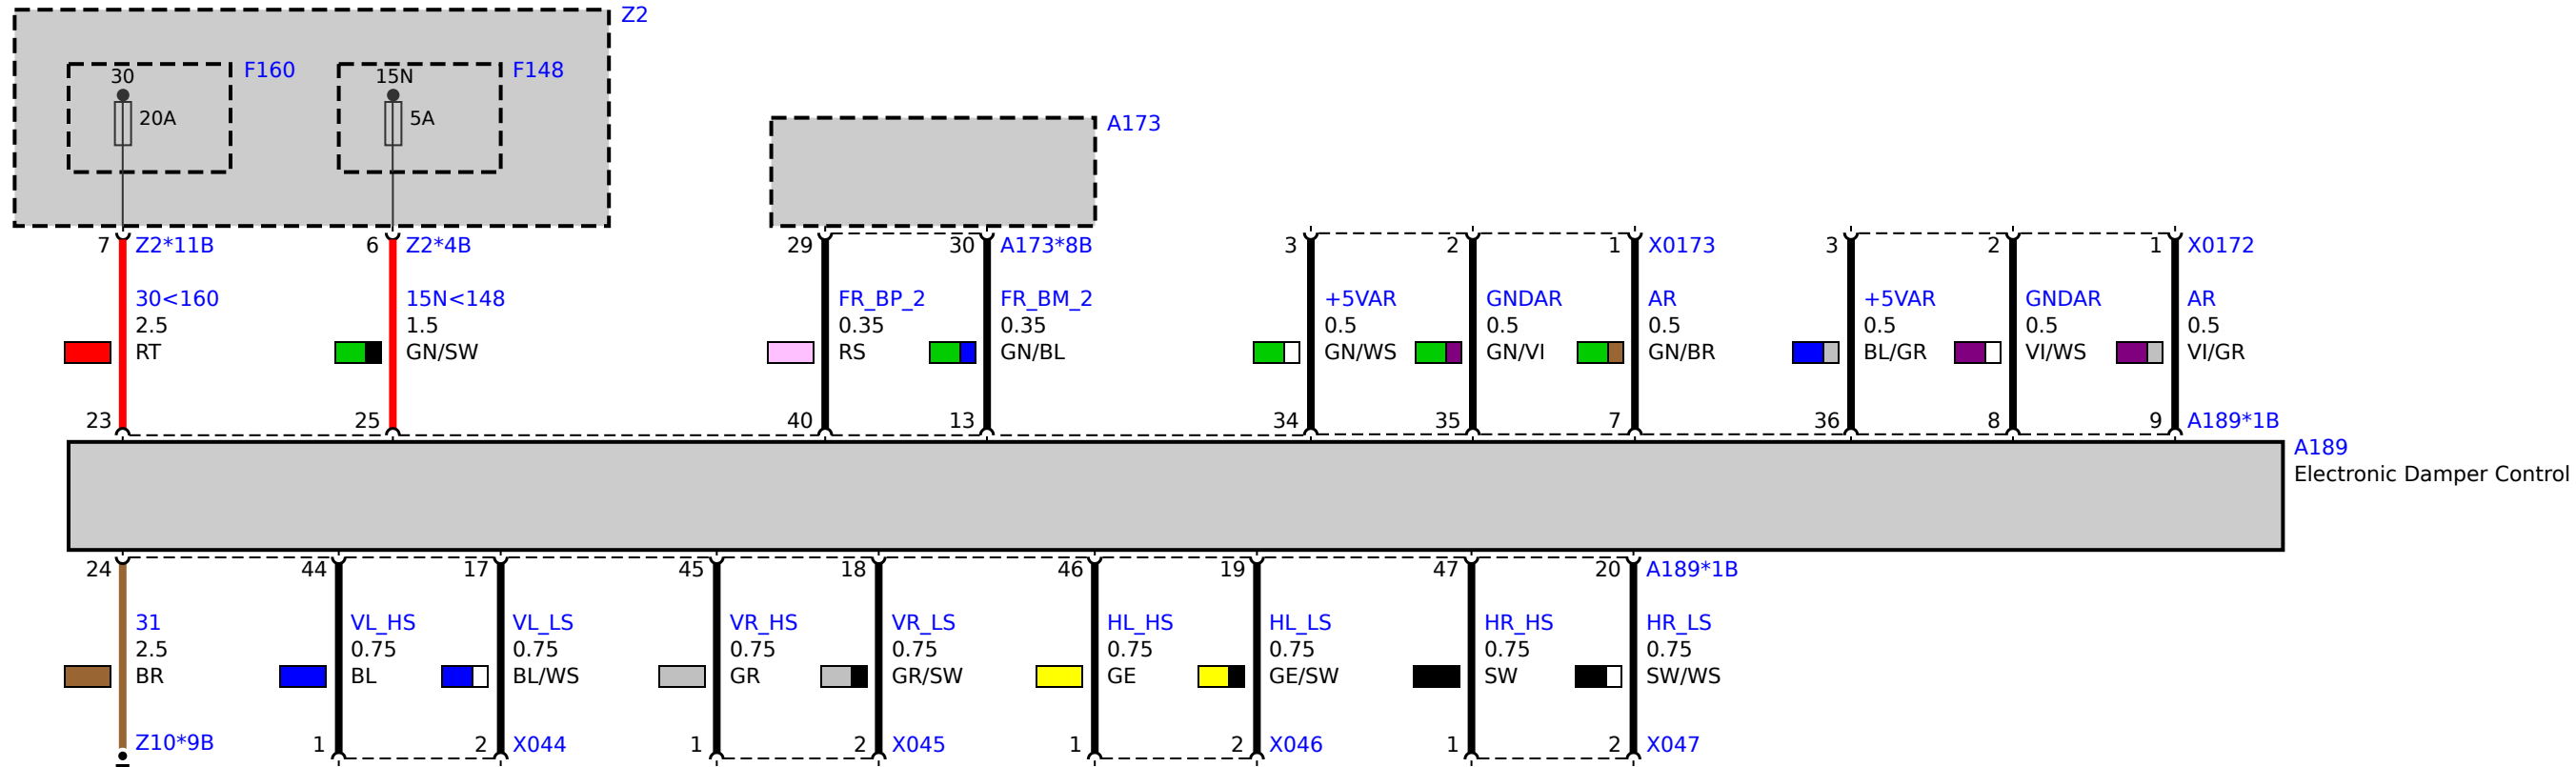 Z2
F160
F148
30
15N
20A
5A
A173
7 Z2*11B 6 Z2*4B 29 30 A173*8B 3 2 1 X0173 3 2 1 X0172
30<160 15N<148 FR_BP_2 FR_BM_2 +5VAR GNDAR AR +5VAR GNDAR AR
2.5 1.5 0.35 0.35 0.5 0.5 0.5 0.5 0.5 0.5
RT GN/SW RS GN/BL GN/WS GN/VI GN/BR BL/GR VI/WS VI/GR
23 25 40 13 34 35 7 36 8 9 A189*1B
A189
Electronic Damper Control
24 44 17 45 18 46 19 47 20 A189*1B
31 VL_HS VL_LS VR_HS VR_LS HL_HS HL_LS HR_HS HR_LS
2.5 0.75 0.75 0.75 0.75 0.75 0.75 0.75 0.75
BR BL BL/WS GR GR/SW GE GE/SW SW SW/WS
Z10*9B 1 2 X044 1 2 X045 1 2 X046 1 2 X047